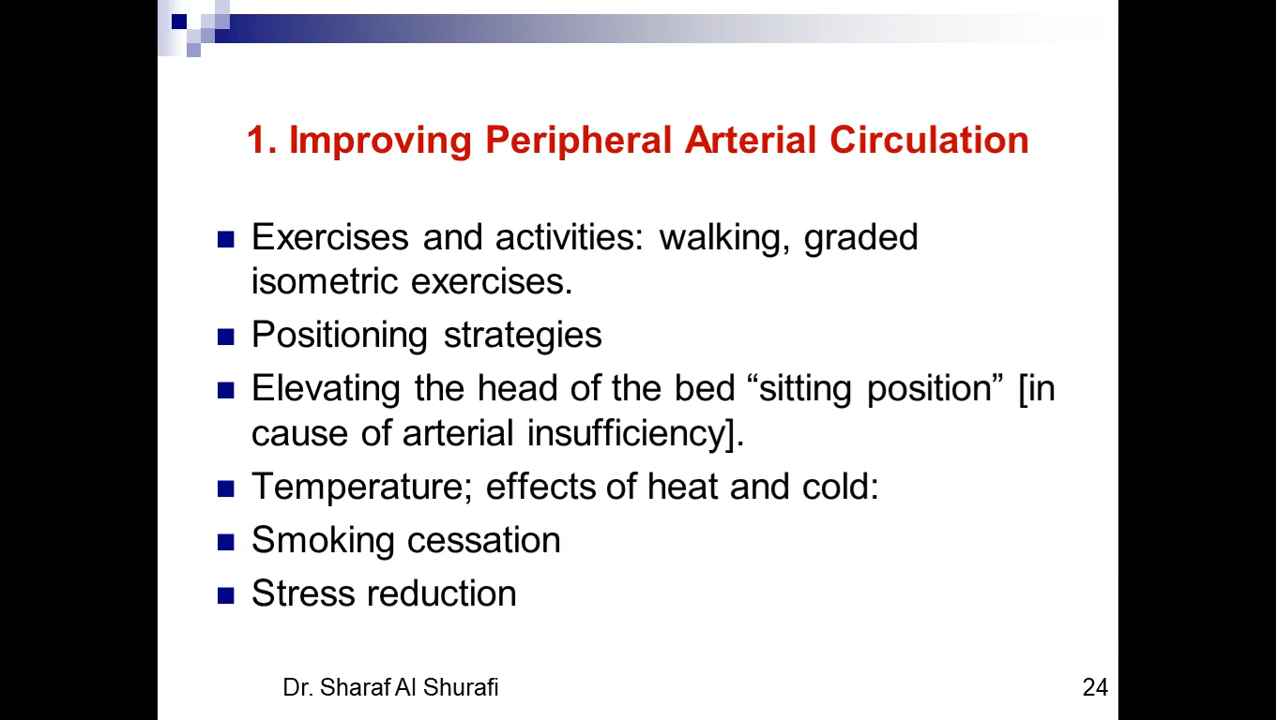 1. Improving Peripheral Arterial Circulation
Exercises and activities: walking, graded
isometric exercises.
Positioning strategies
Elevating the head of the bed “sitting position” [in
cause of arterial insufficiency].
Temperature; effects of heat and cold:
Smoking cessation
Stress reduction
Dr. Sharaf Al Shurafi
24